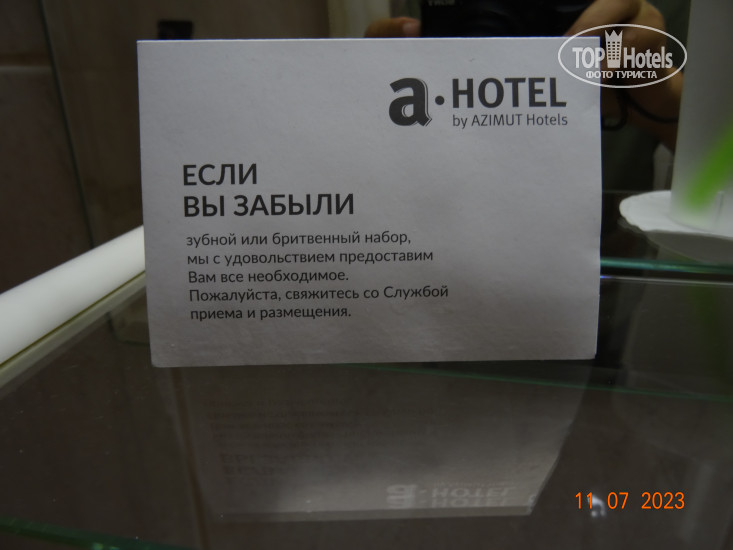 TOP Hotels
ФОТО ТУРИСТА
a·HOTEL
by AZIMUT Hotels
ЕСЛИ
ВЫ ЗАБЫЛИ
зубной или бритвенный набор,
мы с удовольствием предоставим
Вам все необходимое.
Пожалуйста, свяжитесь со Службой
приема и размещения.
a·HOTEL
11 07 2023